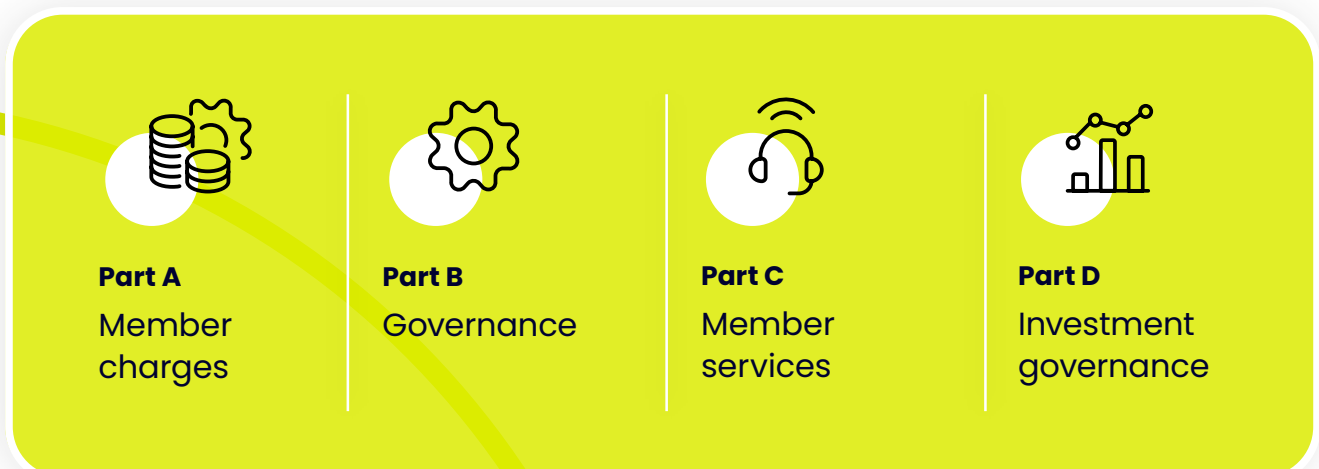 Part A
Member
charges
Part B
Governance
Part C
Member
services
Part D
Investment
governance